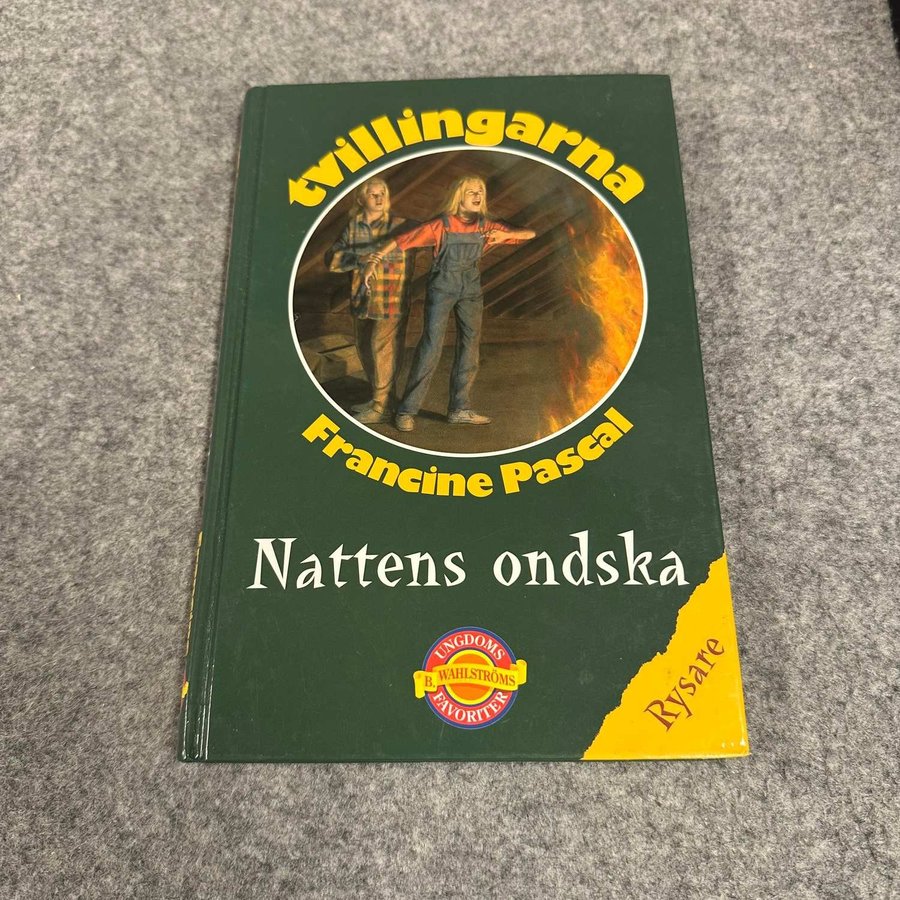 tvillingarna
Francine Pascal
Nattens ondska
UNGDOMS
B. WAHLSTRÖMS
FAVORITER
Rysare